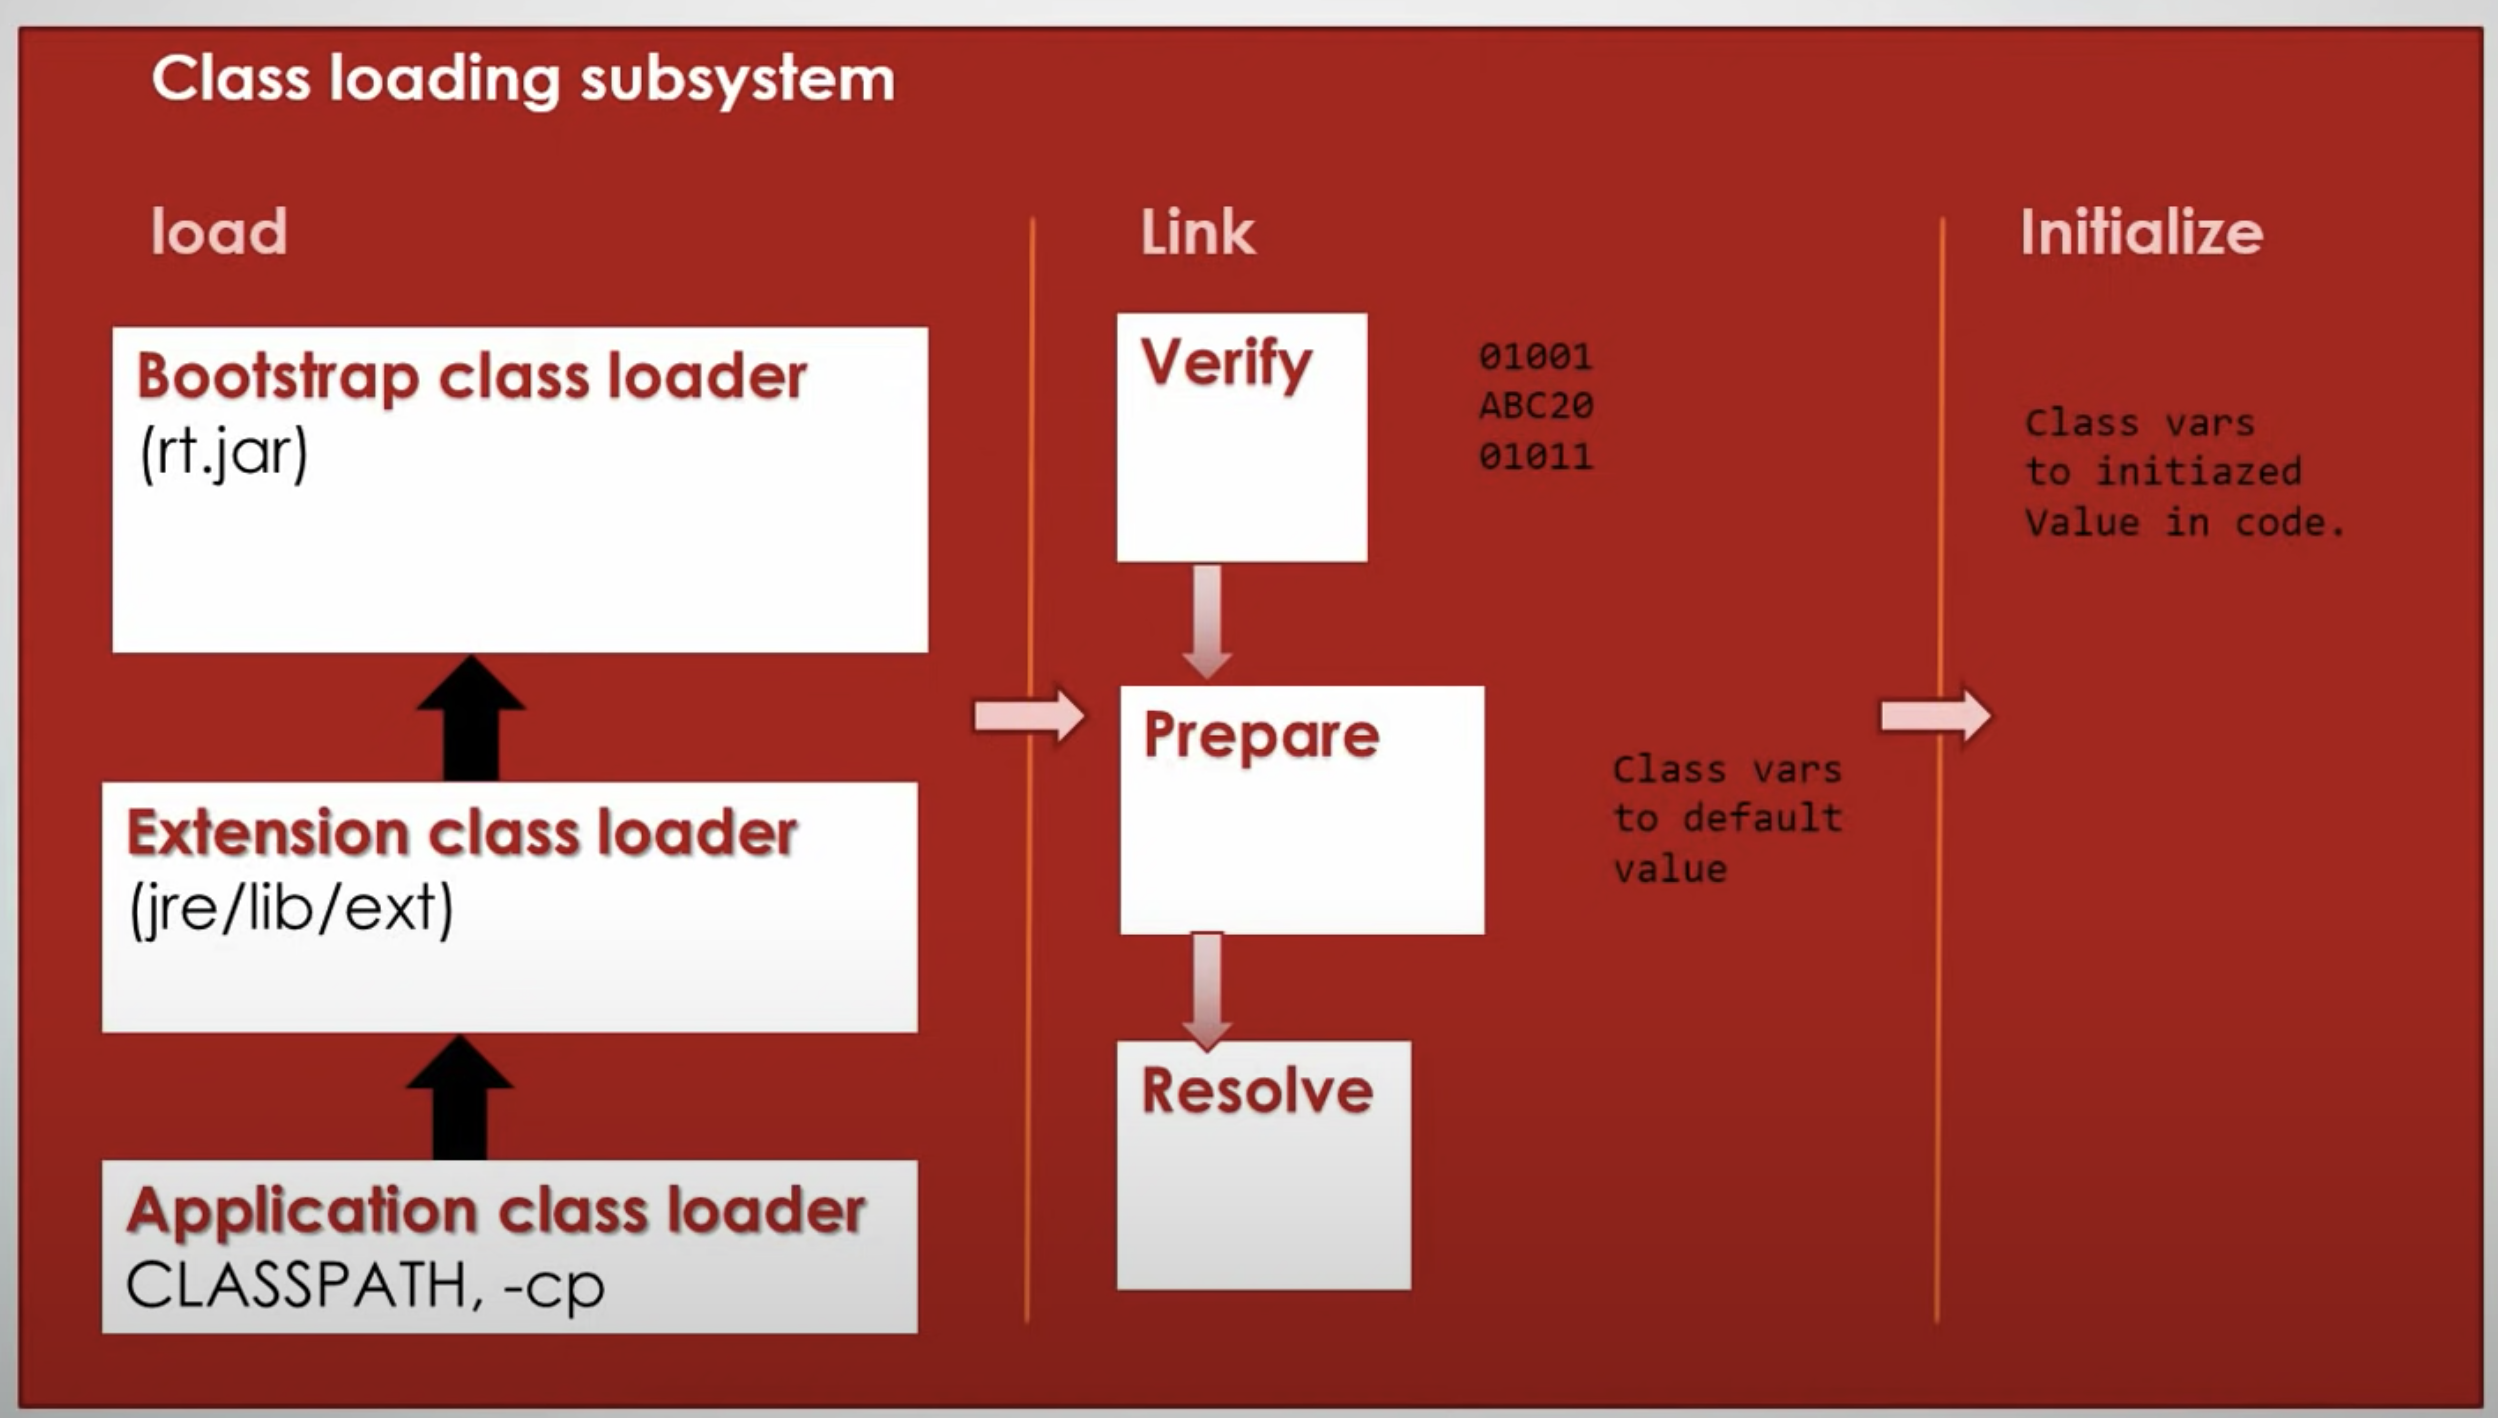 Class loading subsystem
load
Bootstrap class loader
(rt.jar)
Extension class loader
(jre/lib/ext)
Application class loader
CLASSPATH, -cp
Link
Verify
01001
ABC20
01011
Prepare
Class vars
to default
value
Resolve
Initialize
Class vars
to initiazed
Value in code.